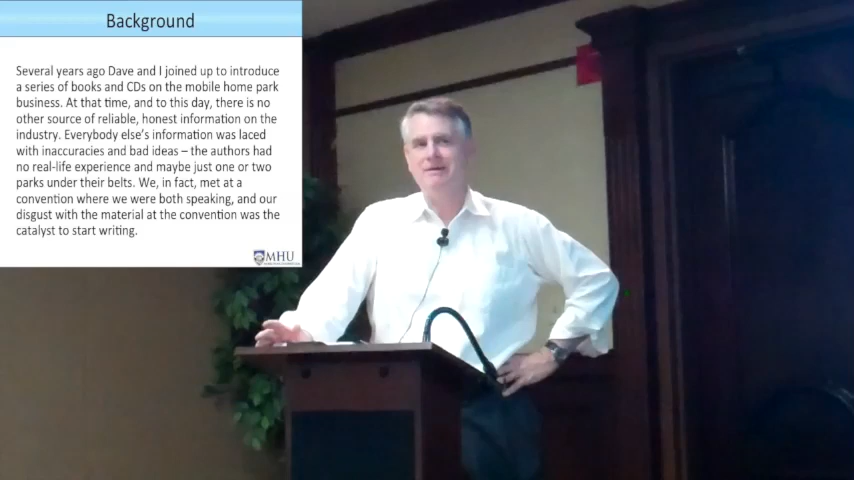 Background
Several years ago Dave and I joined up to introduce
a series of books and CDs on the mobile home park
business. At that time, and to this day, there is no
other source of reliable, honest information on the
industry. Everybody else's information was laced
with inaccuracies and bad ideas – the authors had
no real-life experience and maybe just one or two
parks under their belts. We, in fact, met at a
convention where we were both speaking, and our
disgust with the material at the convention was the
catalyst to start writing.
MHU